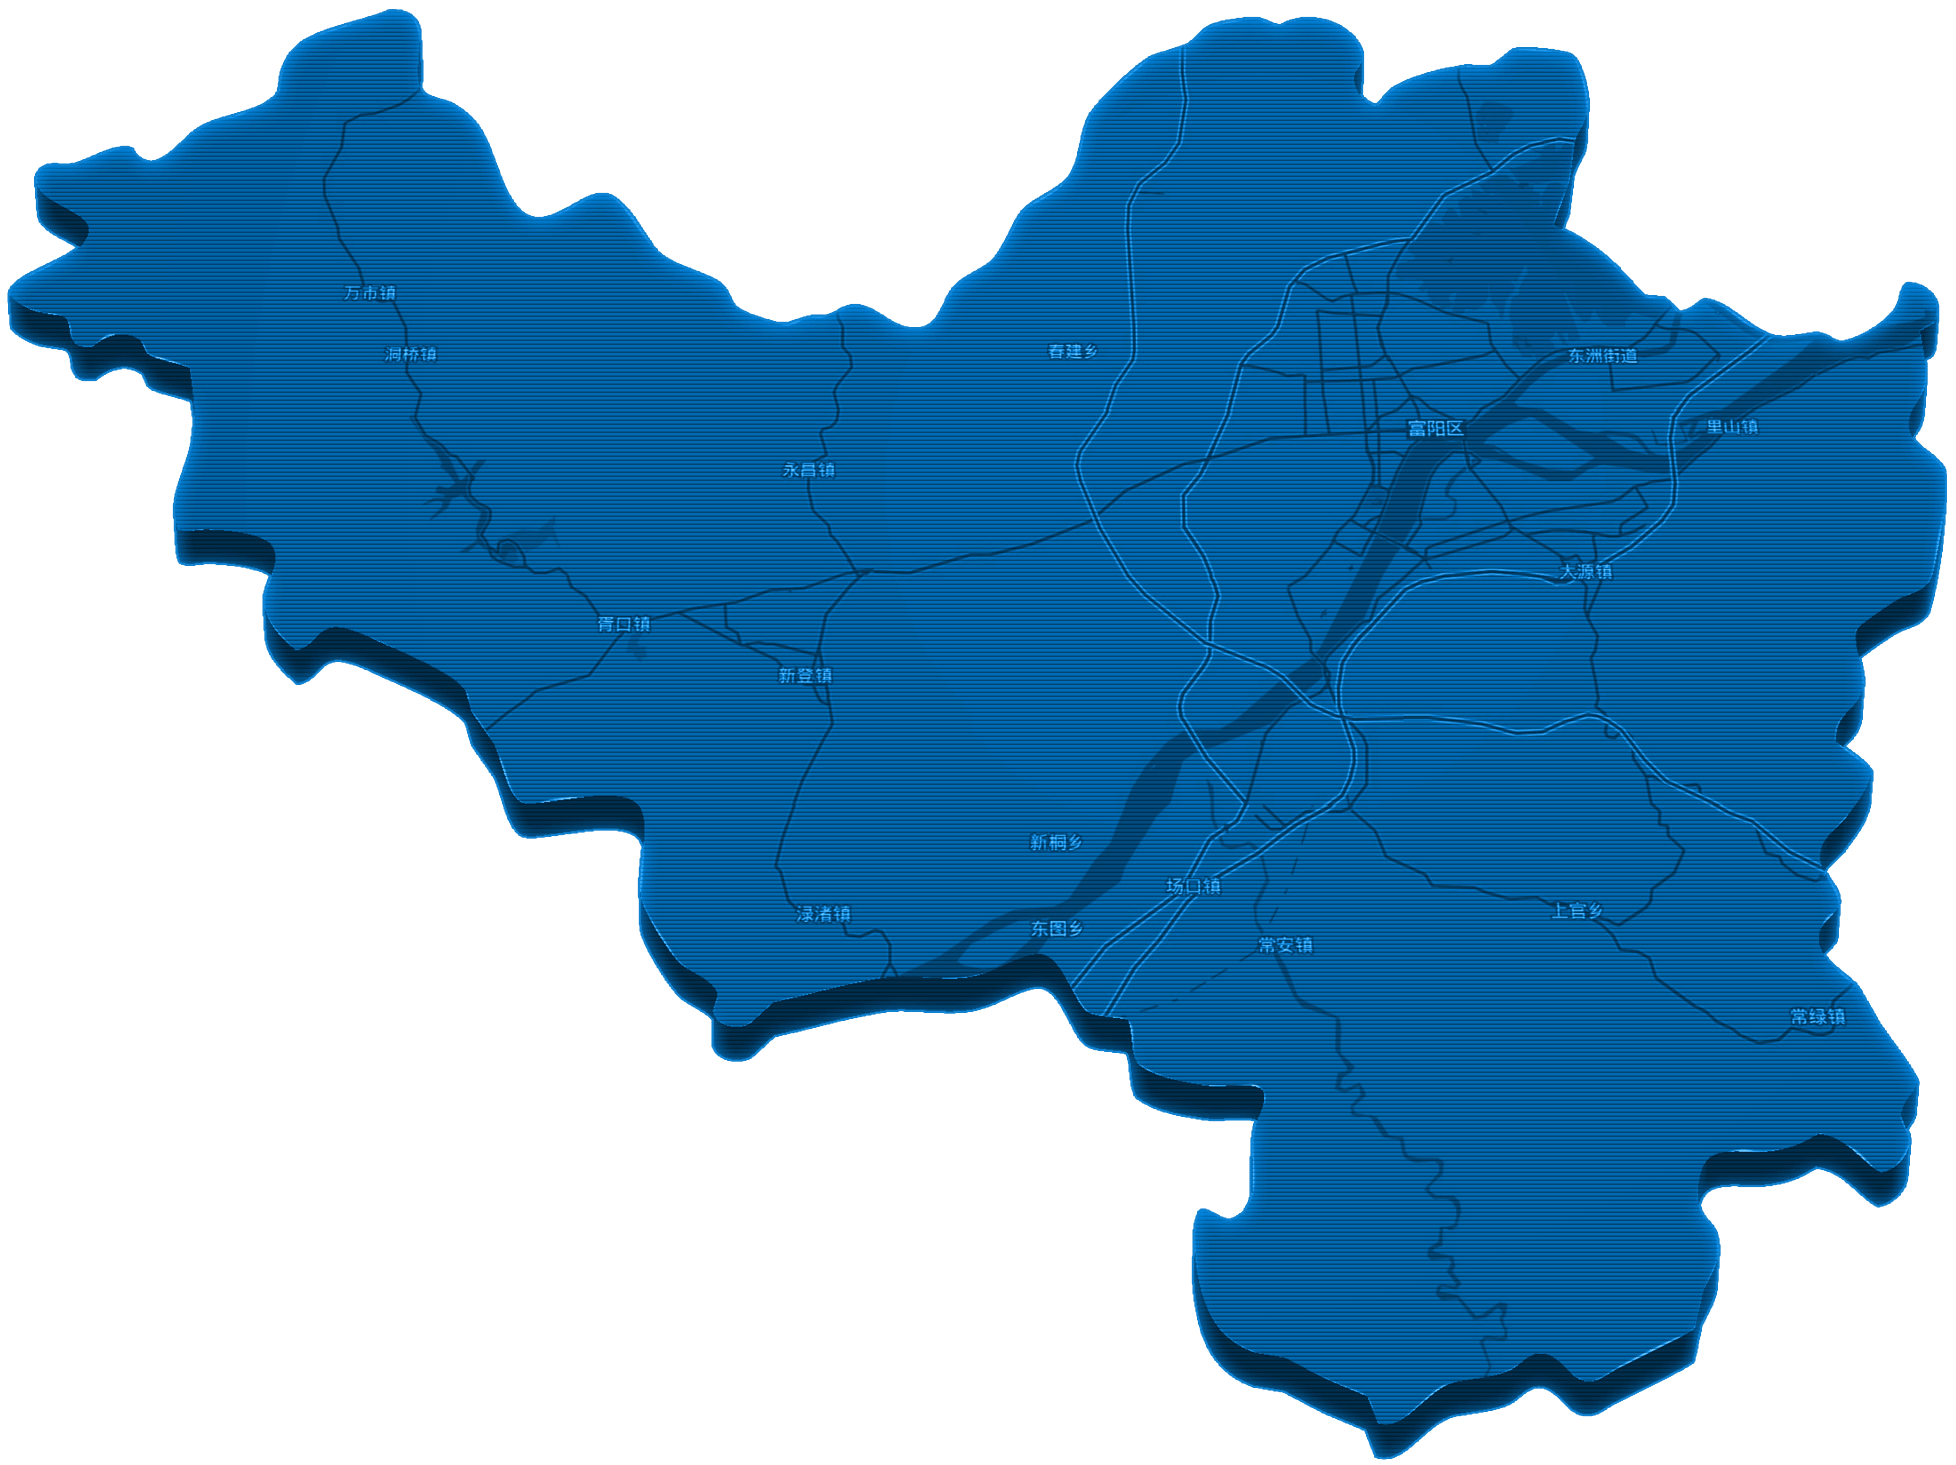 万市镇
春建乡
洞桥镇
东洲街道
里山镇
富阳区
永昌镇
大源镇
胥口镇
新登镇
新桐乡
场口镇
上官乡
渌渚镇
东图乡
常安镇
常绿镇